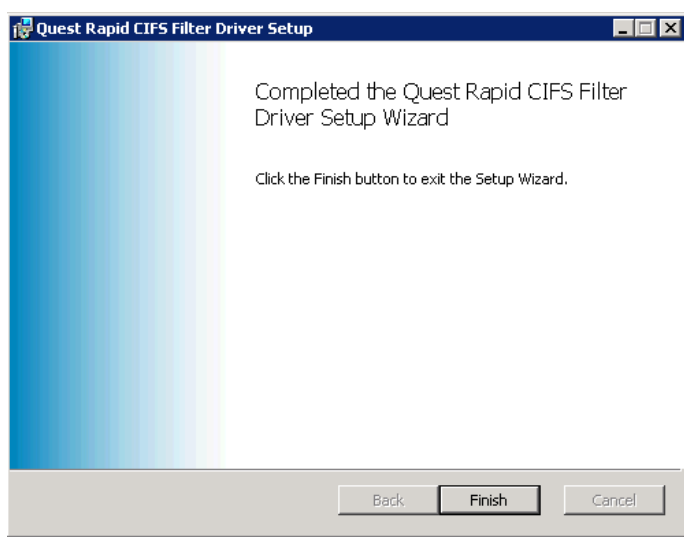 Quest Rapid CIFS Filter Driver Setup
Completed the Quest Rapid CIFS Filter
Driver Setup Wizard
Click the Finish button to exit the Setup Wizard.
Back
Finish
Cancel